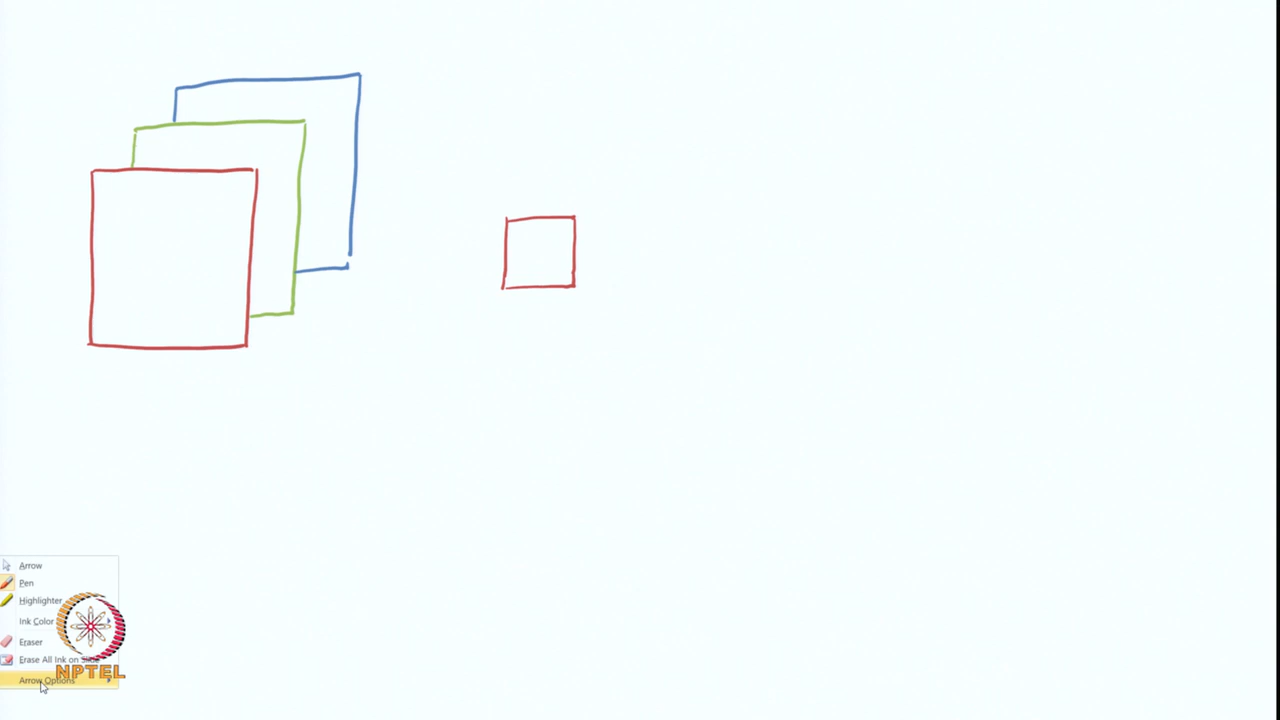 Arrow
Pen
Highlighter
Ink Color
Eraser
Erase All Ink on Slide
NPTEL
Arrow Options